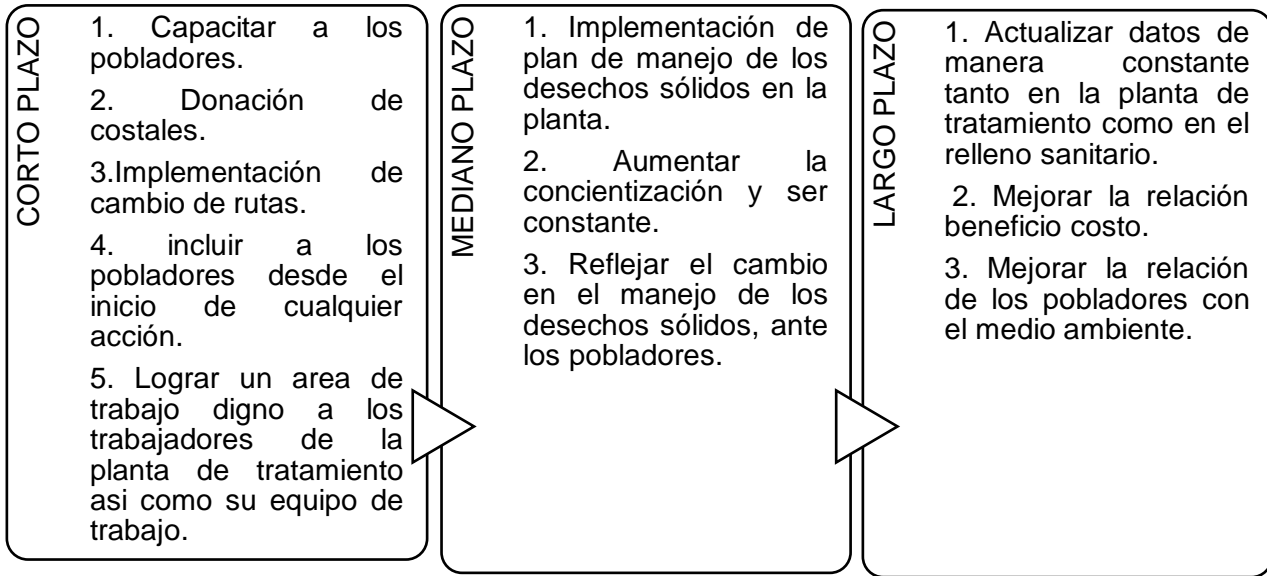 CORTO PLAZO
1. Capacitar a los
pobladores.
2. Donación de
costales.
3.Implementación de
cambio de rutas.
4. incluir a los
pobladores desde el
inicio de cualquier
acción.
5. Lograr un area de
trabajo digno a los
trabajadores de la
planta de tratamiento
asi como su equipo de
trabajo.
MEDIANO PLAZO
1. Implementación de
plan de manejo de los
desechos sólidos en la
planta.
2. Aumentar la
concientización y ser
constante.
3. Reflejar el cambio
en el manejo de los
desechos sólidos, ante
los pobladores.
LARGO PLAZO
1. Actualizar datos de
manera constante
tanto en la planta de
tratamiento como en el
relleno sanitario.
2. Mejorar la relación
beneficio costo.
3. Mejorar la relación
de los pobladores con
el medio ambiente.